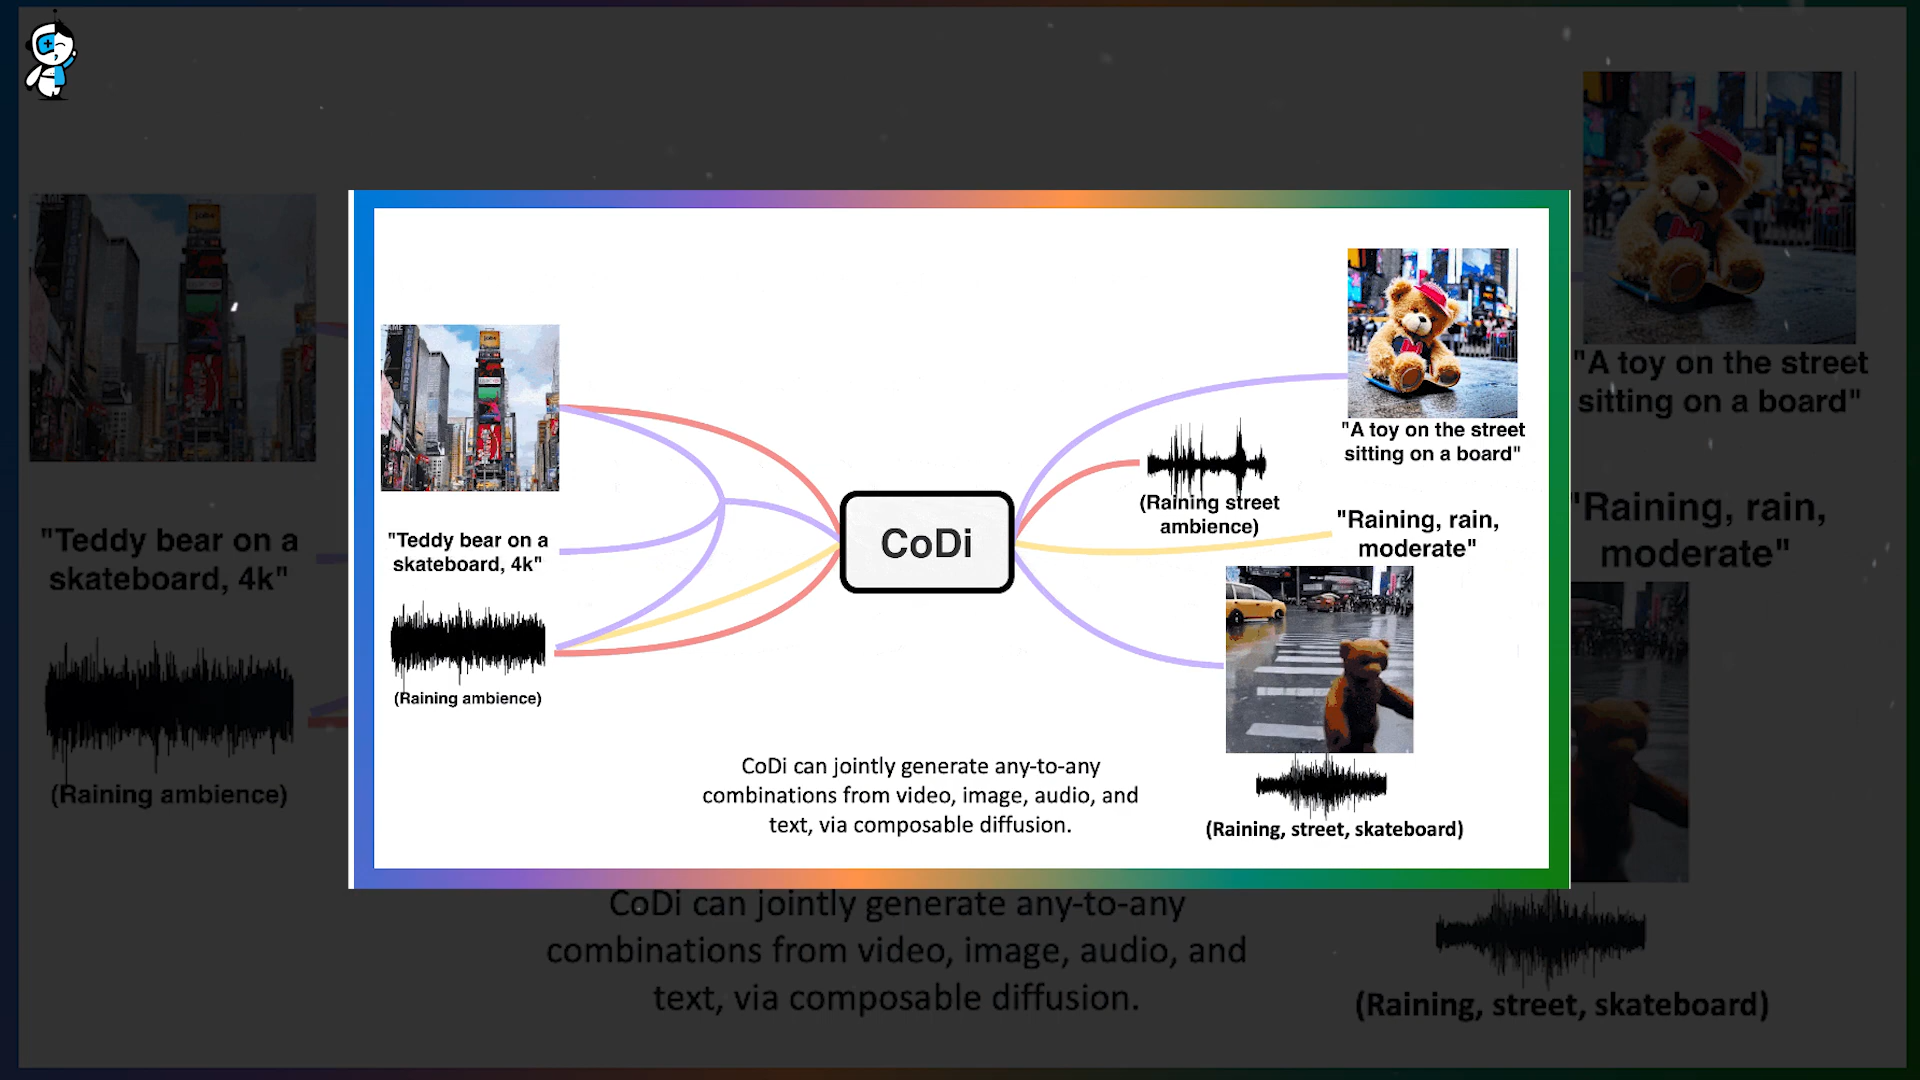 "Teddy bear on a
skateboard, 4k"
(Raining ambience)
CoDi
"A toy on the street
sitting on a board"
(Raining street
ambience)
"Raining, rain,
moderate"
(Raining, street, skateboard)
CoDi can jointly generate any-to-any
combinations from video, image, audio, and
text, via composable diffusion.
"Teddy bear on a
skateboard, 4k"
(Raining ambience)
"A toy on the street
sitting on a board"
"Raining, rain,
moderate"
CoDi can jointly generate any-to-any
combinations from video, image, audio, and
text, via composable diffusion.
(Raining, street, skateboard)